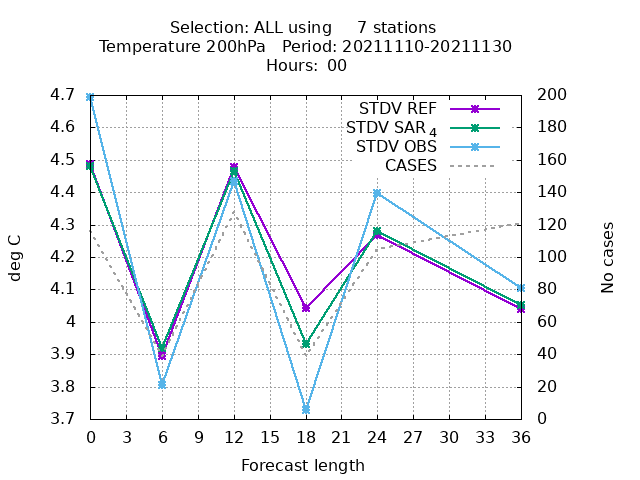 Selection: ALL using 7 stations
Temperature 200hPa Period: 20211110-20211130
Hours: 00
STDV REF
STDV SAR4
STDV OBS
CASES
4.7
4.6
4.5
4.4
4.3
4.2
4.1
4
3.9
3.8
3.7
deg C
200
180
160
140
120
100
80
60
40
20
0
No cases
0 3 6 9 12 15 18 21 24 27 30 33 36
Forecast length